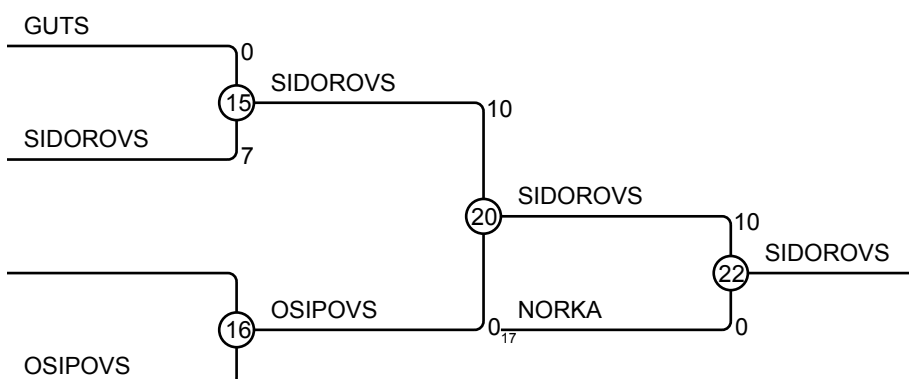 GUTS
0
SIDOROVS
15
10
SIDOROVS
7
SIDOROVS
20
10
SIDOROVS
22
OSIPOVS
NORKA
16
0
17
0
OSIPOVS